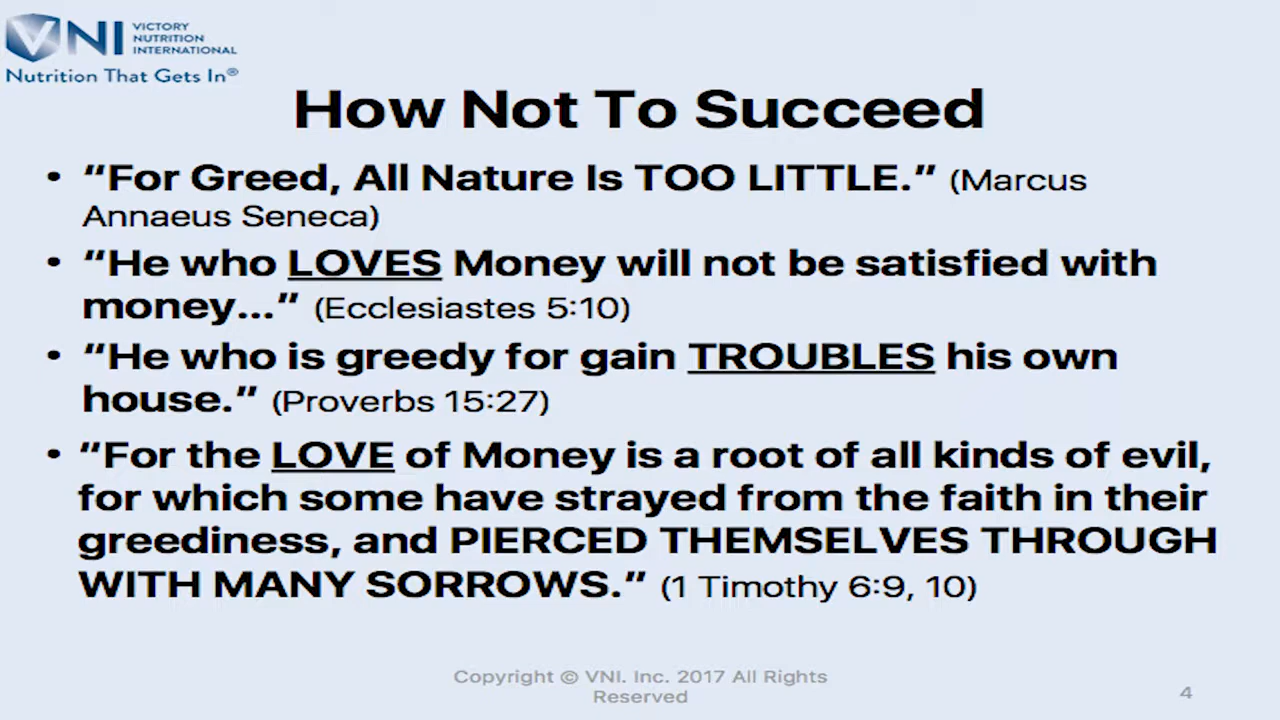 VNI VICTORY
NUTRITION
INTERNATIONAL
Nutrition That Gets In®
How Not To Succeed
• “For Greed, All Nature Is TOO LITTLE.” (Marcus
Annaeus Seneca)
• “He who LOVES Money will not be satisfied with
money...” (Ecclesiastes 5:10)
• “He who is greedy for gain TROUBLES his own
house.” (Proverbs 15:27)
• “For the LOVE of Money is a root of all kinds of evil,
for which some have strayed from the faith in their
greediness, and PIERCED THEMSELVES THROUGH
WITH MANY SORROWS.” (1 Timothy 6:9, 10)
Copyright © VNI. Inc. 2017 All Rights
Reserved
4